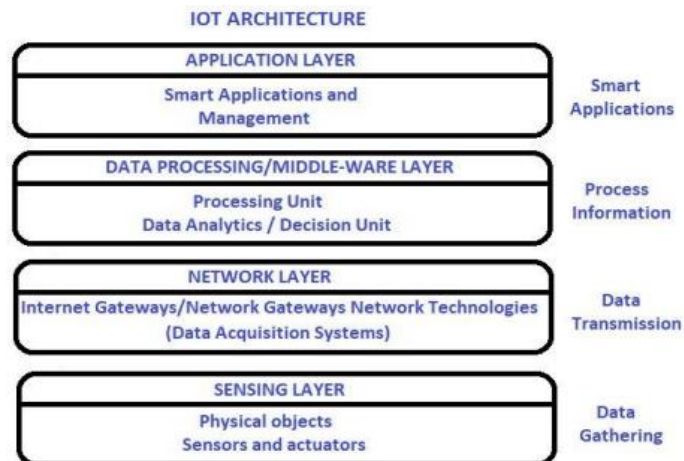 IOT ARCHITECTURE
APPLICATION LAYER
Smart Applications and
Management
Smart
Applications
DATA PROCESSING/MIDDLE-WARE LAYER
Processing Unit
Data Analytics / Decision Unit
Process
Information
NETWORK LAYER
Internet Gateways/Network Gateways Network Technologies
(Data Acquisition Systems)
Data
Transmission
SENSING LAYER
Physical objects
Sensors and actuators
Data
Gathering